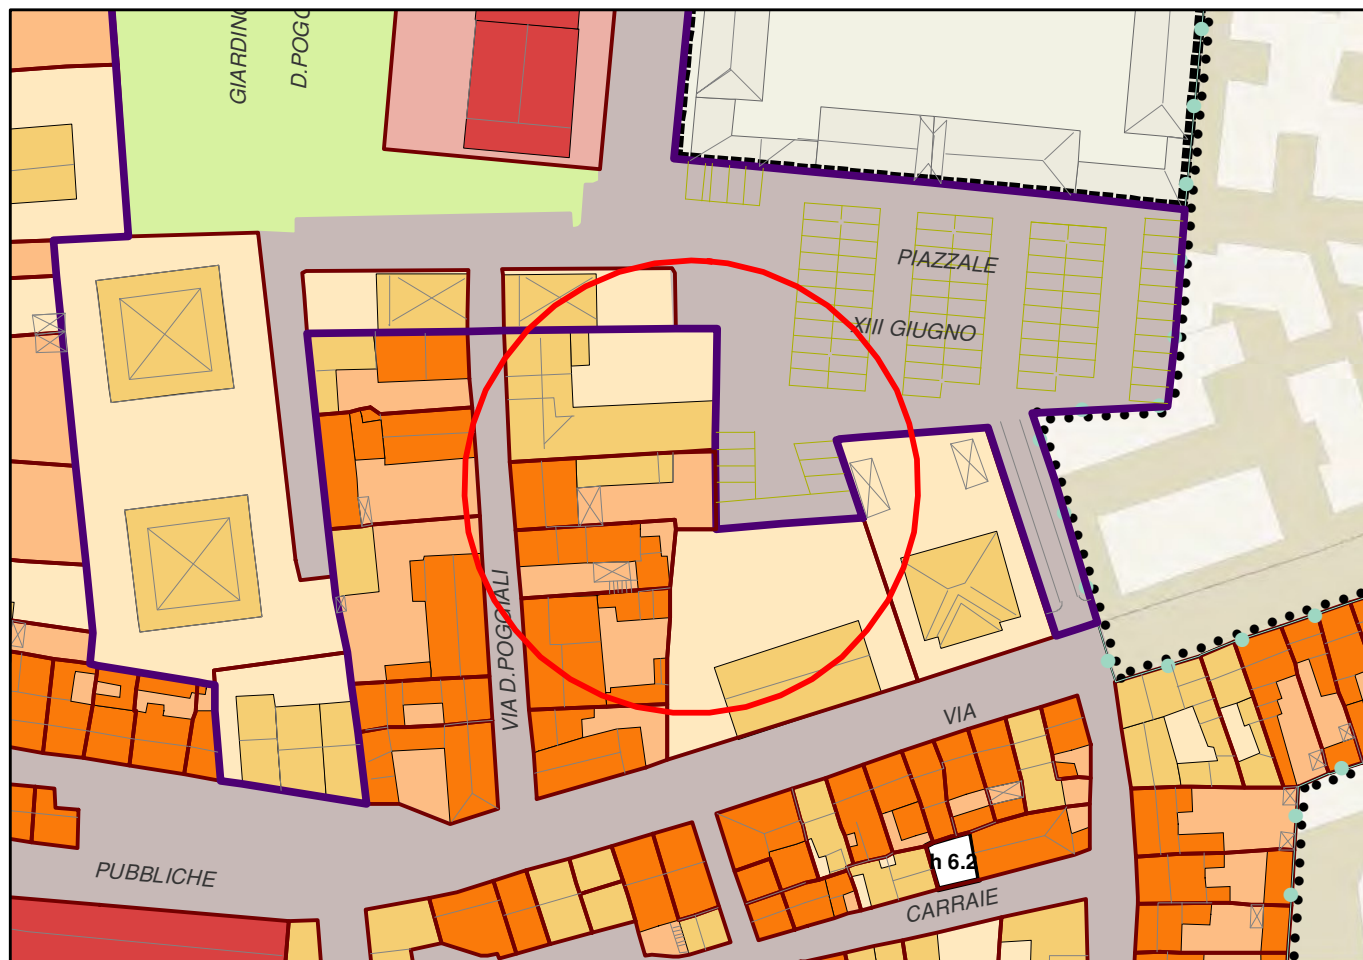 GIARDINO
D.POGG
PIAZZALE
XIII GIUGNO
VIA D.POGGIALI
VIA
h 6.2
PUBBLICHE
CARRAIE